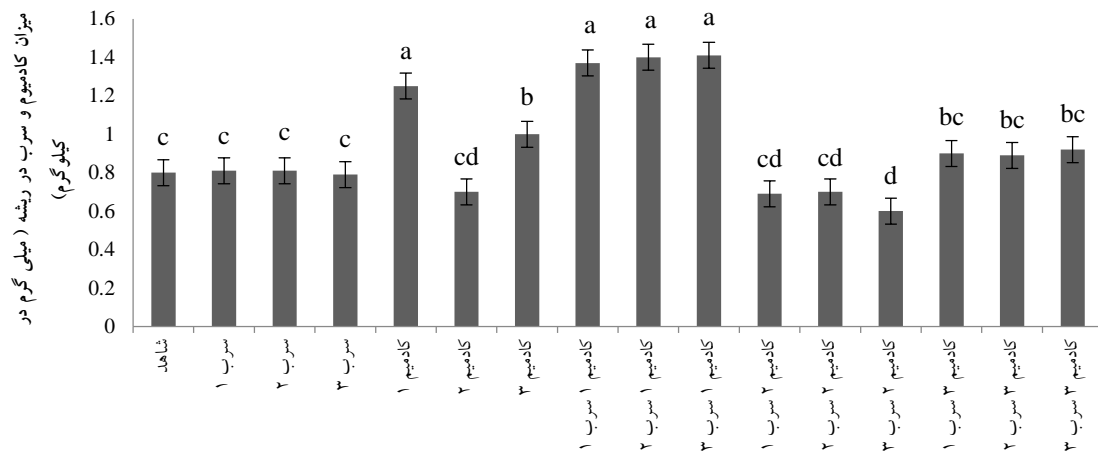 میزان کادمیوم و سرب در ریشه ( میلی گرم در
کیلوگرم)
1.6
1.4
1.2
1
0.8
0.6
0.4
0.2
0
c
c
c
c
a
cd
b
a
a
a
cd
cd
d
bc
bc
bc
شاهد
سرب ۱
سرب ۲
سرب ۳
کادمیم ۱
کادمیم ۲
کادمیم ۳
کادمیم ۱ سرب ۱
کادمیم ۱ سرب ۲
کادمیم ۱ سرب ۳
کادمیم ۲ سرب ۱
کادمیم ۲ سرب ۲
کادمیم ۲ سرب ۳
کادمیم ۳ سرب ۱
کادمیم ۳ سرب ۲
کادمیم ۳ سرب ۳